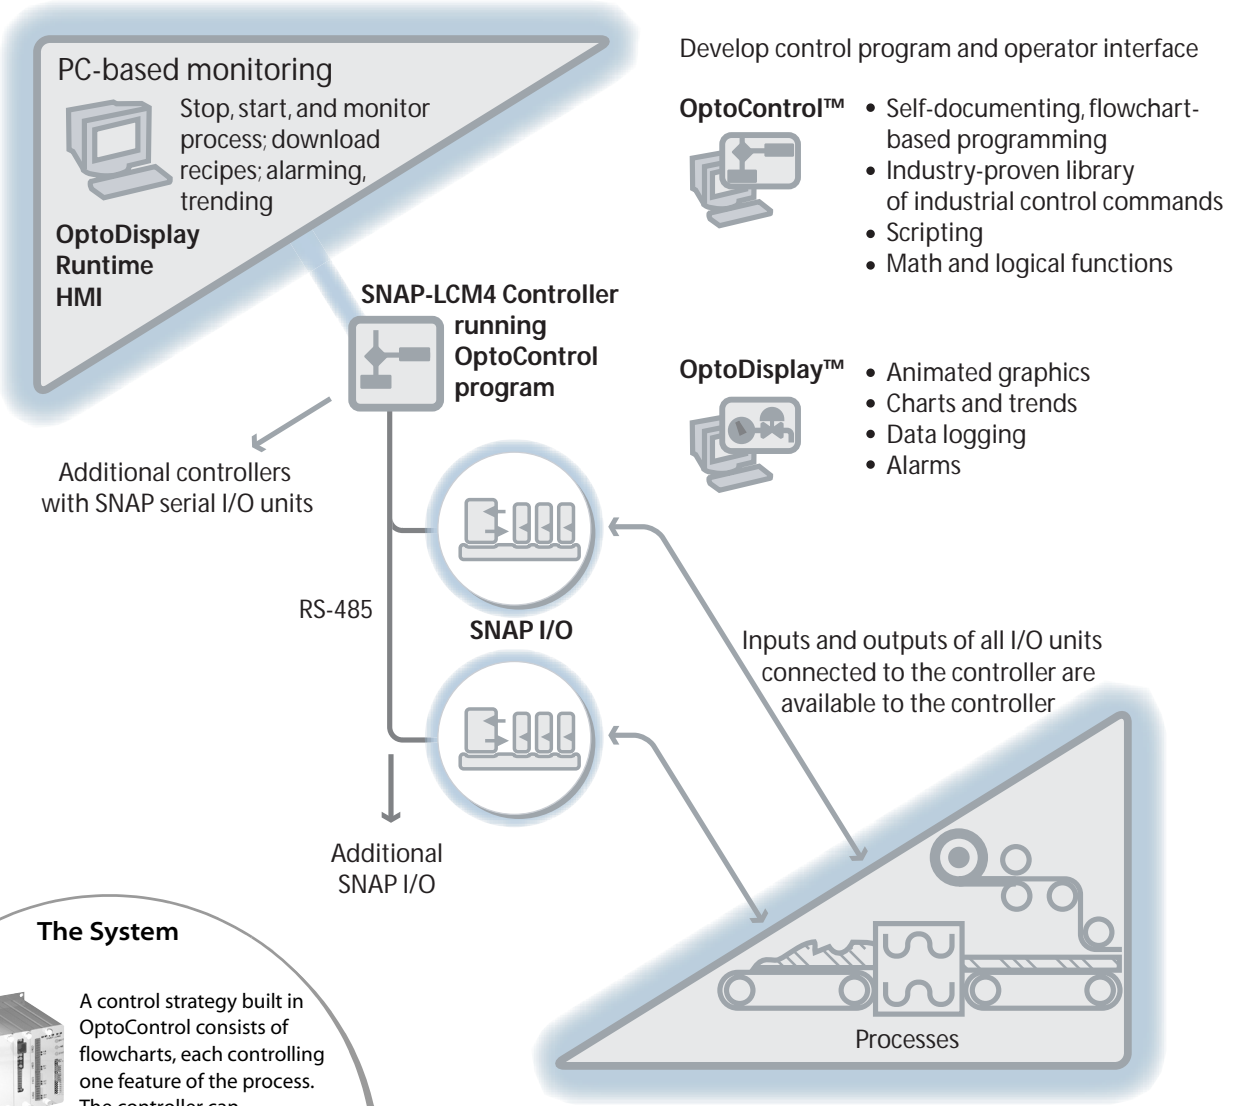 PC-based monitoring
Stop, start, and monitor
process; download
recipes; alarming,
trending
OptoDisplay
Runtime
HMI
Develop control program and operator interface
OptoControl™
• Self-documenting, flowchart-
based programming
• Industry-proven library
of industrial control commands
• Scripting
• Math and logical functions
SNAP-LCM4 Controller
running
OptoControl
program
OptoDisplay™
• Animated graphics
• Charts and trends
• Data logging
• Alarms
Additional controllers
with SNAP serial I/O units
RS-485
SNAP I/O
Inputs and outputs of all I/O units
connected to the controller are
available to the controller
Additional
SNAP I/O
Processes
The System
A control strategy built in
OptoControl consists of
flowcharts, each controlling
one feature of the process.
The controller can